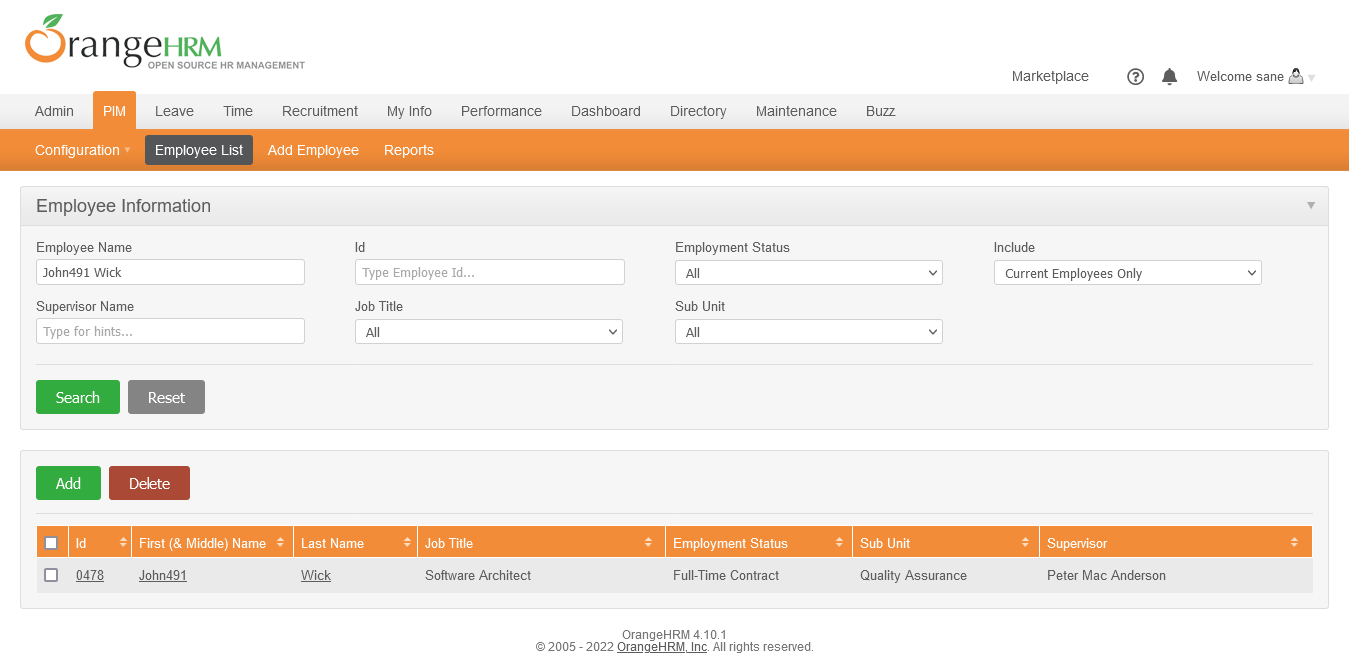 OrangeHRM
OPEN SOURCE HR MANAGEMENT
Marketplace Welcome sane
Admin PIM Leave Time Recruitment My Info Performance Dashboard Directory Maintenance Buzz
Configuration Employee List Add Employee Reports
Employee Information
Employee Name Id Employment Status Include
John491 Wick Type Employee Id... All Current Employees Only
Supervisor Name Job Title Sub Unit
Type for hints... All All
Search Reset
Add Delete
Id First (& Middle) Name Last Name Job Title Employment Status Sub Unit Supervisor
0478 John491 Wick Software Architect Full-Time Contract Quality Assurance Peter Mac Anderson
OrangeHRM 4.10.1
© 2005 - 2022 OrangeHRM, Inc. All rights reserved.